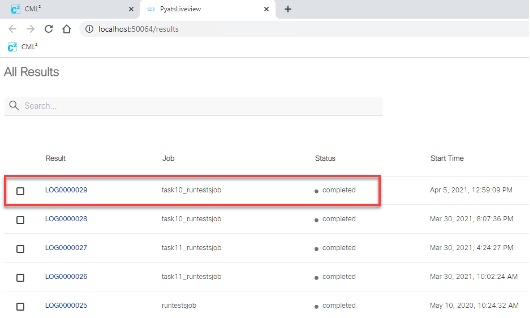 CML²
PyatsLiveview
localhost:50064/results
CML²
All Results
Search...
Result Job Status Start Time
LOG0000029 task10_runtestsjob completed Apr 5, 2021, 12:59:09 PM
LOG0000028 task10_runtestsjob completed Mar 30, 2021, 8:07:36 PM
LOG0000027 task11_runtestsjob completed Mar 30, 2021, 4:24:27 PM
LOG0000026 task11_runtestsjob completed Mar 30, 2021, 10:02:24 AM
LOG0000025 runtestsjob completed May 10, 2020, 10:24:32 AM